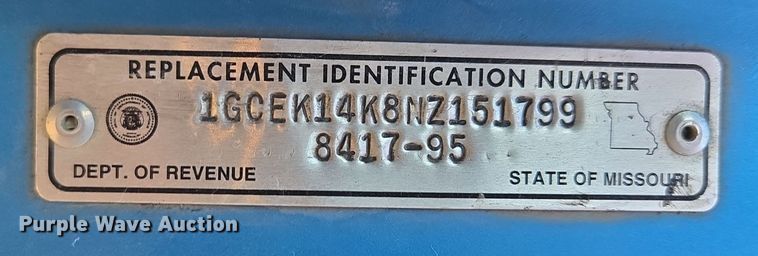 REPLACEMENT IDENTIFICATION NUMBER
1GCEK14K8NZ151799
8417-95
DEPT. OF REVENUE
STATE OF MISSOURI
Purple Wave Auction